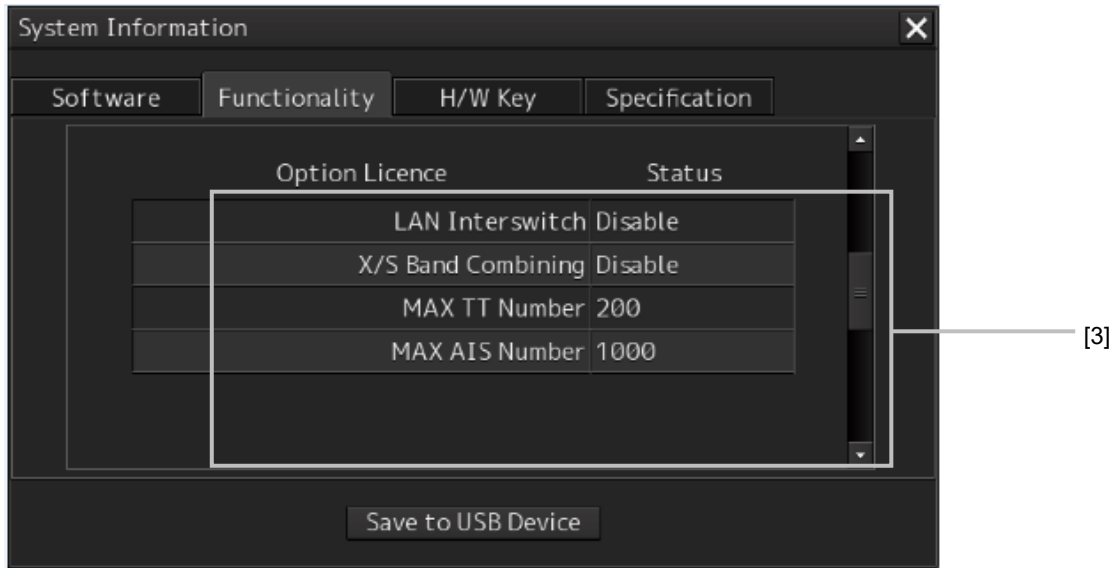 System Information
Software Functionality H/W Key Specification
Option Licence Status
LAN Interswitch Disable
X/S Band Combining Disable
MAX TT Number 200
MAX AIS Number 1000
[3]
Save to USB Device